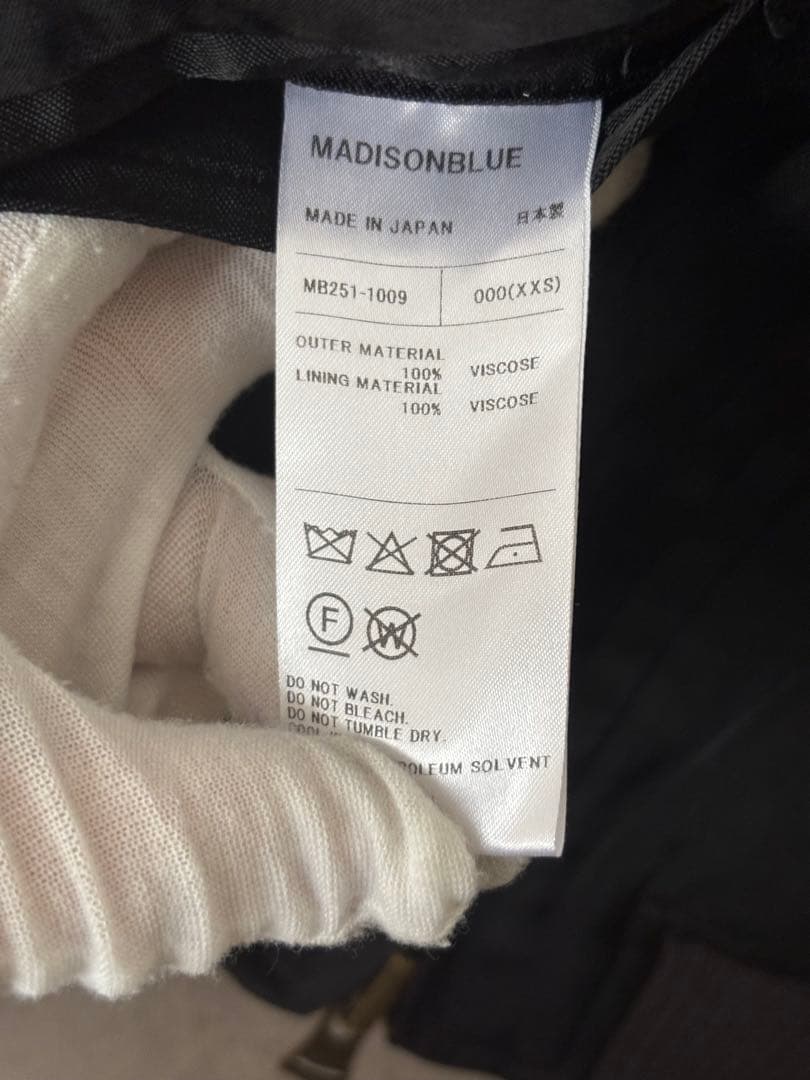 MADISONBLUE
MADE IN JAPAN 日本製
MB251-1009 000(XXS)
OUTER MATERIAL
100% VISCOSE
LINING MATERIAL
100% VISCOSE
F
W
DO NOT WASH.
DO NOT BLEACH.
DO NOT TUMBLE DRY.
SOLVENT